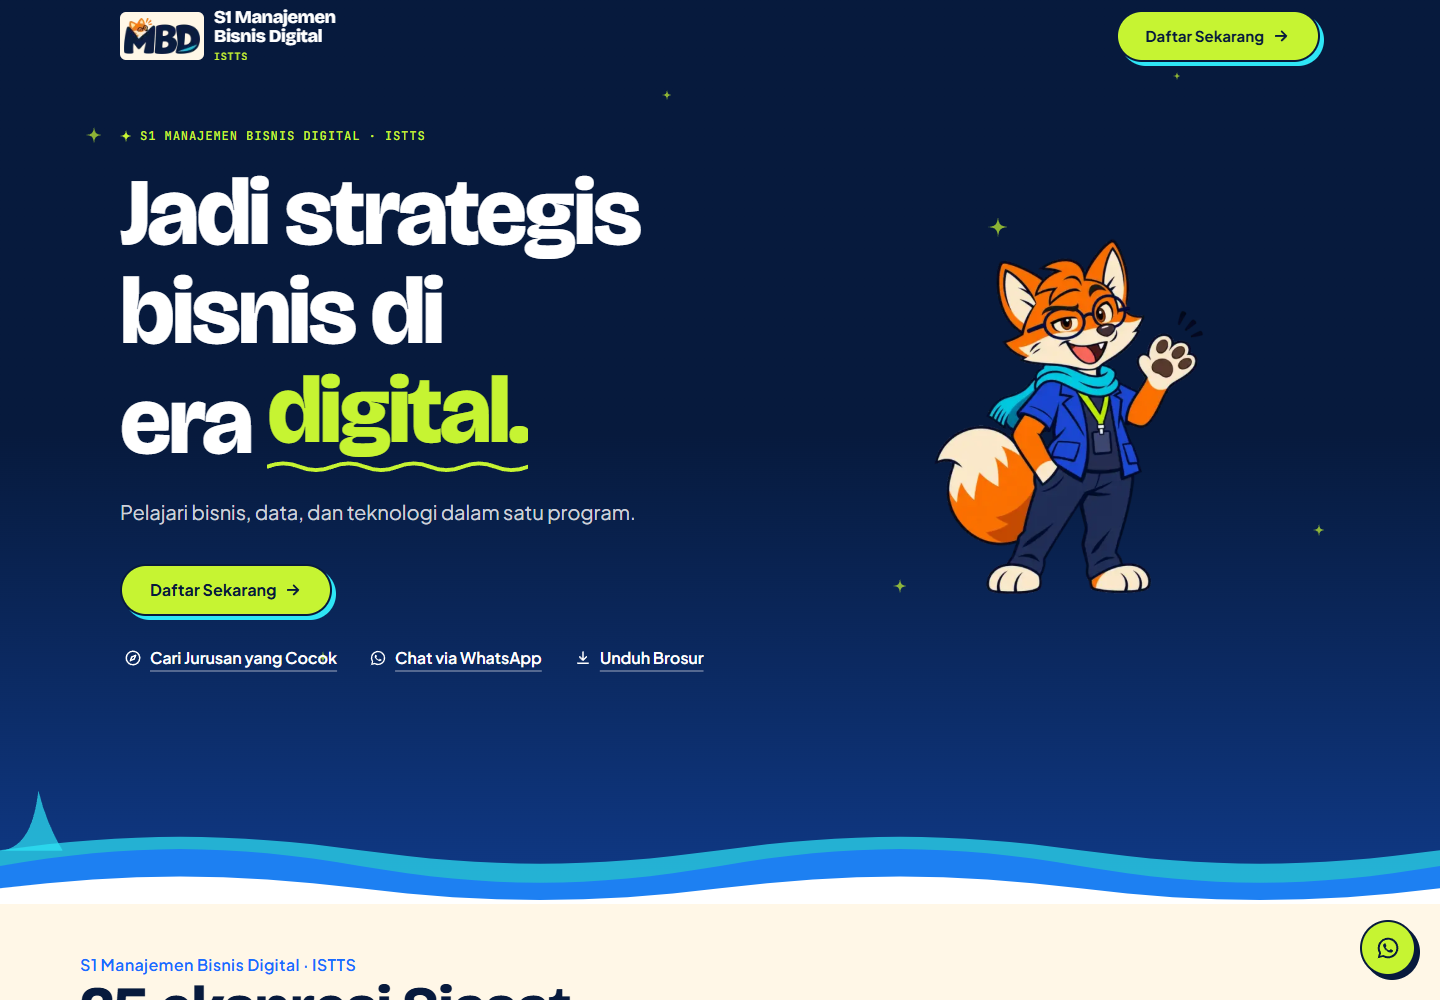 MBD
S1 Manajemen
Bisnis Digital
ISTTS
Daftar Sekarang
S1 MANAJEMEN BISNIS DIGITAL · ISTTS
Jadi strategis
bisnis di
era digital.
Pelajari bisnis, data, dan teknologi dalam satu program.
Daftar Sekarang
Cari Jurusan yang Cocok
Chat via WhatsApp
Unduh Brosur
S1 Manajemen Bisnis Digital · ISTTS